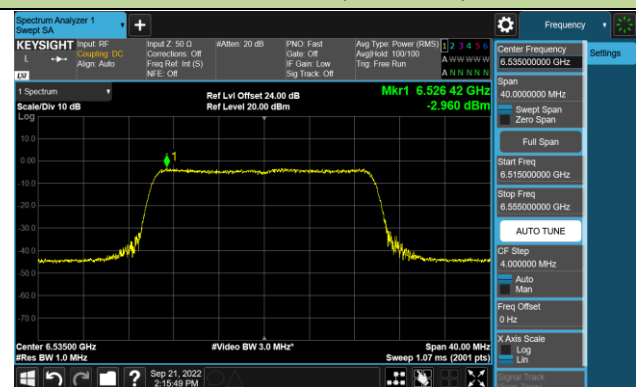 Spectrum Analyzer 1
Swept SA
Frequency
KEYSIGHT
L
LXI
Input: RF
Coupling: DC
Align: Auto
Input Z: 50 Ω
Corrections: Off
Freq Ref: Int (S)
NFE: Off
#Atten: 20 dB
PNO: Fast
Gate: Off
IF Gain: Low
Sig Track: Off
Avg Type: Power (RMS)
Avg|Hold: 100/100
Trig: Free Run
1 2 3 4 5 6
A W W W W W
A N N N N N
Center Frequency
6.535000000 GHz
Settings
Span
40.0000000 MHz
Swept Span
Zero Span
Full Span
Start Freq
6.515000000 GHz
Stop Freq
6.555000000 GHz
AUTO TUNE
CF Step
4.000000 MHz
Auto
Man
Freq Offset
0 Hz
X Axis Scale
Log
Lin
Signal Track
1 Spectrum
Scale/Div 10 dB
Log
Ref Lvl Offset 24.00 dB
Ref Level 20.00 dBm
Mkr1 6.526 42 GHz
-2.960 dBm
1
10.0
0.00
-10.0
-20.0
-30.0
-40.0
-50.0
-60.0
-70.0
Center 6.53500 GHz
#Res BW 1.0 MHz
#Video BW 3.0 MHz*
Span 40.00 MHz
Sweep 1.07 ms (2001 pts)
?
Sep 21, 2022
2:15:49 PM